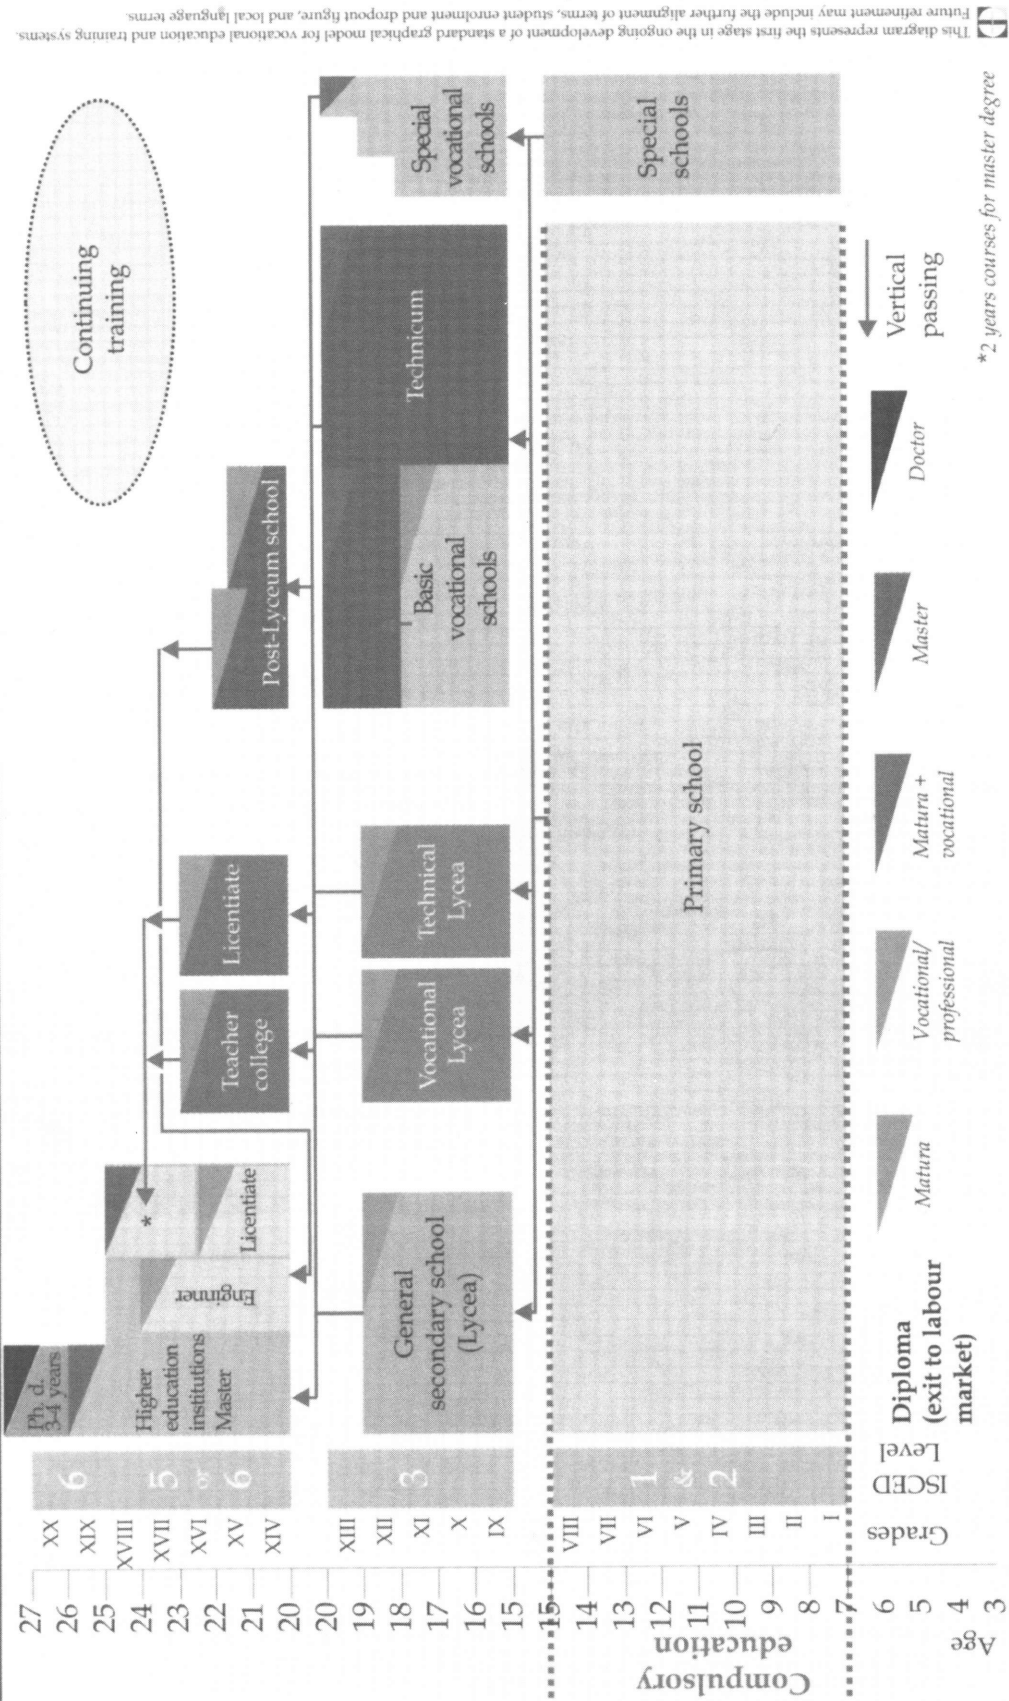 Continuing
training
Ph. d.
3-4 years
Higher
education
institutions
Master
Enginner
*
Licentiate
Teacher
college
Licentiate
Post-Lyceum school
General
secondary school
(Lycea)
Vocational
Lycea
Technical
Lycea
Basic
vocational
schools
Technicum
Special
vocational
schools
Primary school
Special
schools
6
5
or
6
3
1
&
2
ISCED
Level
XX
XIX
XVIII
XVII
XVI
XV
XIV
XIII
XII
XI
X
IX
VIII
VII
VI
V
IV
III
II
I
Grades
27
26
25
24
23
22
21
20
19
18
17
16
15
15
14
13
12
11
10
9
8
7
6
5
4
3
Age
Compulsory
education
Diploma
(exit to labour
market)
Matura
Vocational/
professional
Matura +
vocational
Master
Doctor
Vertical
passing
*2 years courses for master degree
This diagram represents the first stage in the ongoing development of a standard graphical model for vocational education and training systems.
Future refinement may include the further alignment of terms, student enrolment and dropout figure, and local language terms.